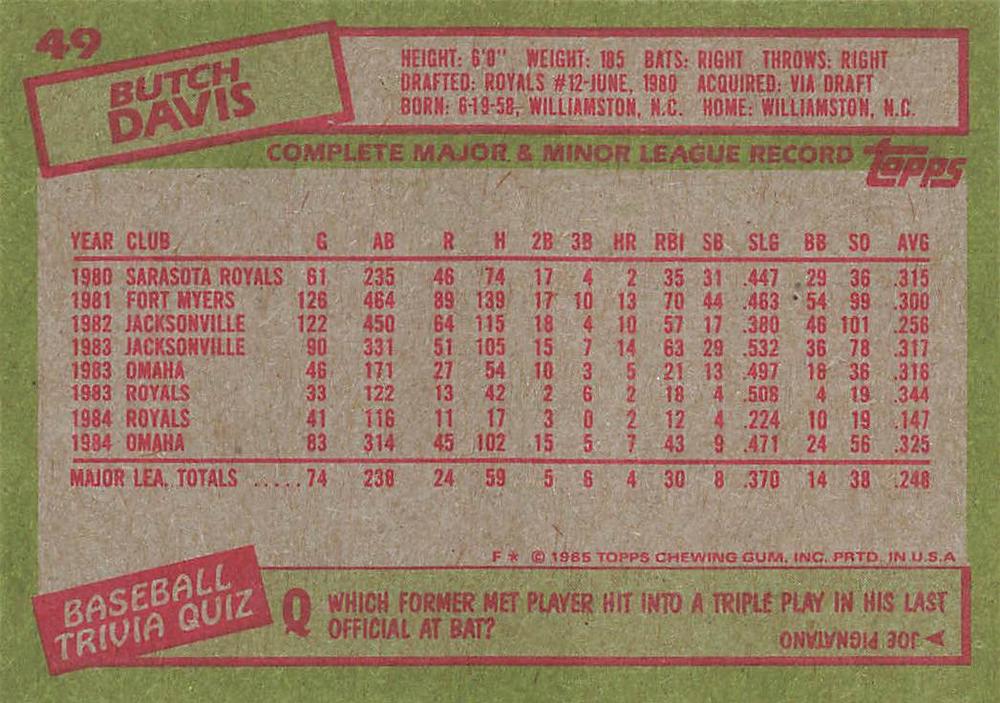 49
BUTCH
DAVIS
HEIGHT: 6'0" WEIGHT: 185 BATS: RIGHT THROWS: RIGHT
DRAFTED: ROYALS #12-JUNE, 1980 ACQUIRED: VIA DRAFT
BORN: 6-19-58, WILLIAMSTON, N.C. HOME: WILLIAMSTON, N.C.
COMPLETE MAJOR & MINOR LEAGUE RECORD topps
YEAR CLUB G AB R H 2B 3B HR RBI SB SLG BB SO AVG
1980 SARASOTA ROYALS 61 235 46 74 17 4 2 35 31 .447 29 36 .315
1981 FORT MYERS 126 464 89 139 17 10 13 70 44 .463 54 99 .300
1982 JACKSONVILLE 122 450 64 115 18 4 10 57 17 .380 46 101 .256
1983 JACKSONVILLE 90 331 51 105 15 7 14 63 29 .532 36 78 .317
1983 OMAHA 46 171 27 54 10 3 5 21 13 .497 16 36 .316
1983 ROYALS 33 122 13 42 2 6 2 18 4 .508 4 19 .344
1984 ROYALS 41 116 11 17 3 0 2 12 4 .224 10 19 .147
1984 OMAHA 83 314 45 102 15 5 7 43 9 .471 24 56 .325
MAJOR LEA. TOTALS .....74 238 24 59 5 6 4 30 8 .370 14 38 .248
F * © 1985 TOPPS CHEWING GUM, INC. PRTD. IN U.S.A
BASEBALL
TRIVIA QUIZ
Q WHICH FORMER MET PLAYER HIT INTO A TRIPLE PLAY IN HIS LAST
OFFICIAL AT BAT?
A JOE PIGNATANO